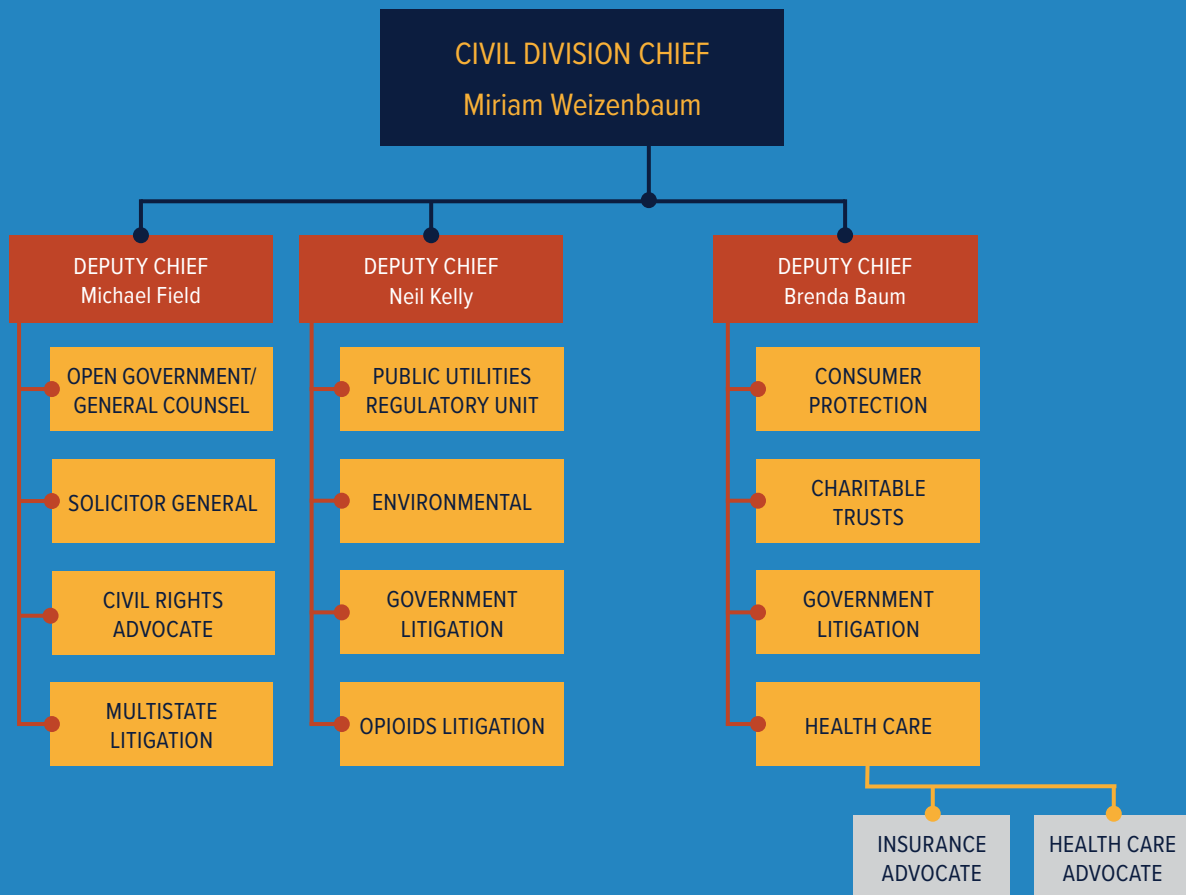 CIVIL DIVISION CHIEF
Miriam Weizenbaum
DEPUTY CHIEF
Michael Field
OPEN GOVERNMENT/
GENERAL COUNSEL
SOLICITOR GENERAL
CIVIL RIGHTS
ADVOCATE
MULTISTATE
LITIGATION
DEPUTY CHIEF
Neil Kelly
PUBLIC UTILITIES
REGULATORY UNIT
ENVIRONMENTAL
GOVERNMENT
LITIGATION
OPIOIDS LITIGATION
DEPUTY CHIEF
Brenda Baum
CONSUMER
PROTECTION
CHARITABLE
TRUSTS
GOVERNMENT
LITIGATION
HEALTH CARE
INSURANCE
ADVOCATE
HEALTH CARE
ADVOCATE